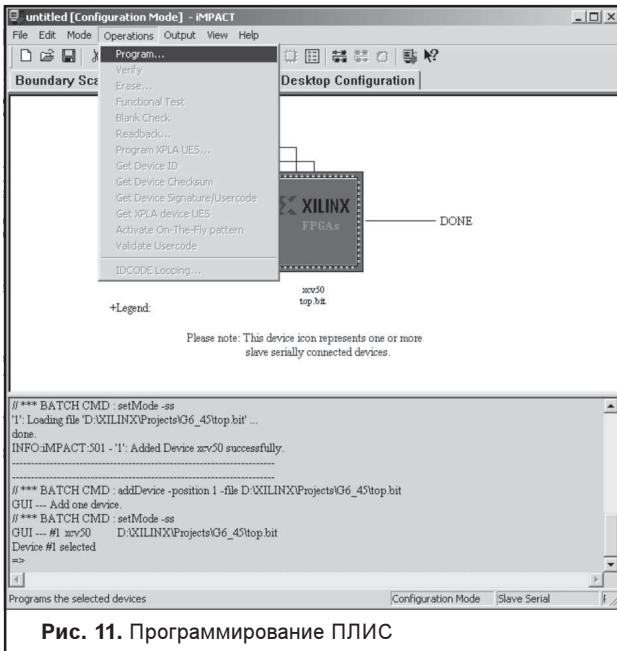 untitled [Configuration Mode] - iMPACT
File Edit Mode Operations Output View Help
Program...
Verify
Erase...
Functional Test
Blank Check
Readback...
Program XPLA UES...
Get Device ID
Get Device Checksum
Get Device Signature/Usercode
Get XPLA device UES
Activate On-The-Fly pattern
Validate Usercode
IDCODE Looping...
Boundary Sca
Desktop Configuration
XILINX
FPGAs
DONE
xcv50
top.bit
+Legend:
Please note: This device icon represents one or more
slave serially connected devices.
// *** BATCH CMD : setMode -ss
'1': Loading file 'D:\XILINX\Projects\G6_45\top.bit' ...
done.
INFO:iMPACT:501 - '1': Added Device xcv50 successfully.
----------------------------------------------------------------------
----------------------------------------------------------------------
// *** BATCH CMD : addDevice -position 1 -file D:\XILINX\Projects\G6_45\top.bit
GUI --- Add one device.
// *** BATCH CMD : setMode -ss
GUI --- #1 xcv50 D:\XILINX\Projects\G6_45\top.bit
Device #1 selected
=>
Programs the selected devices
Configuration Mode
Slave Serial
Рис. 11. Программирование ПЛИС